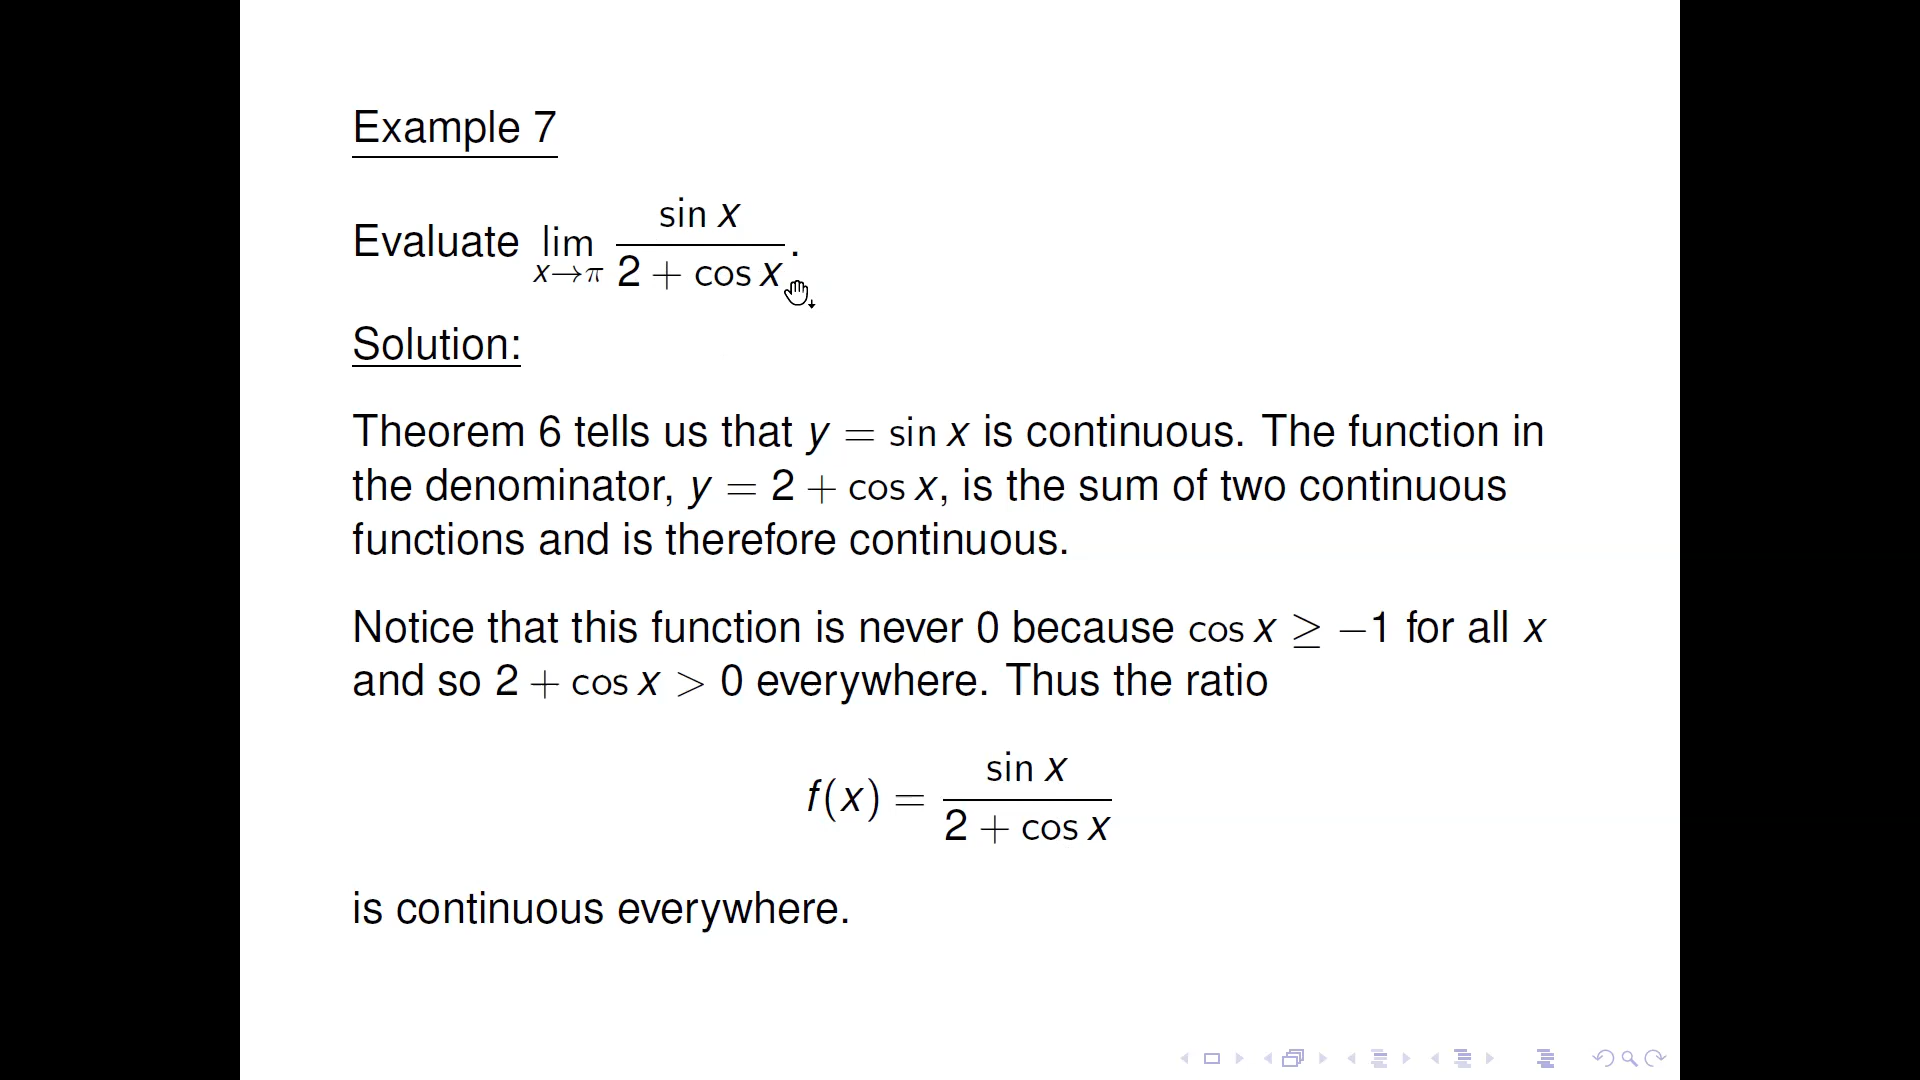 Example 7
Evaluate lim x→π sin x / 2 + cos x.
Solution:
Theorem 6 tells us that y = sin x is continuous. The function in
the denominator, y = 2 + cos x, is the sum of two continuous
functions and is therefore continuous.
Notice that this function is never 0 because cos x ≥ −1 for all x
and so 2 + cos x > 0 everywhere. Thus the ratio
f(x) = sin x / 2 + cos x
is continuous everywhere.